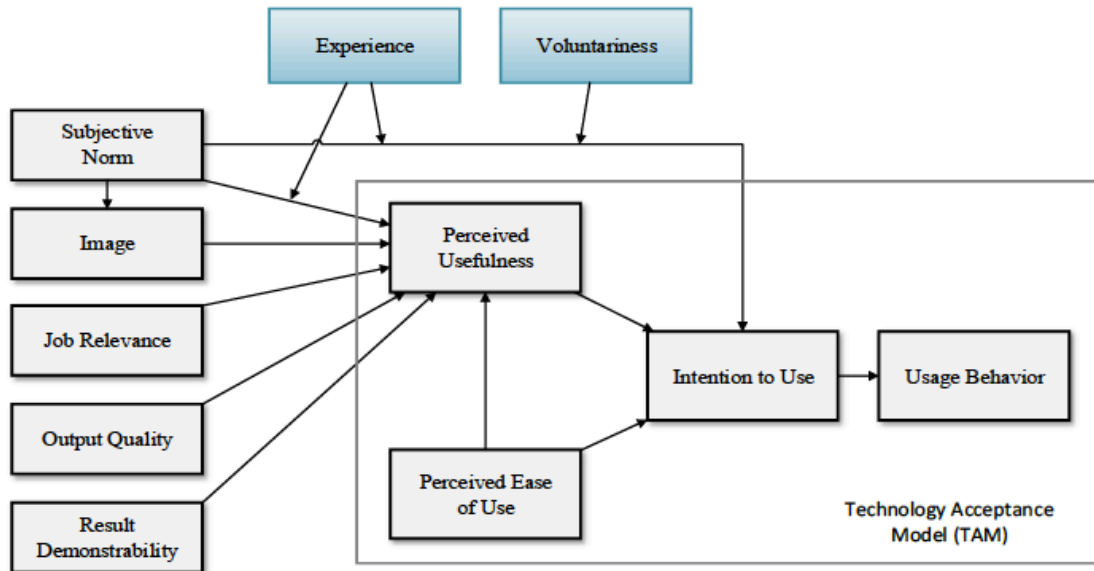 Experience
Voluntariness
Subjective
Norm
Image
Perceived
Usefulness
Job Relevance
Intention to Use
Usage Behavior
Output Quality
Perceived Ease
of Use
Result
Demonstrability
Technology Acceptance
Model (TAM)